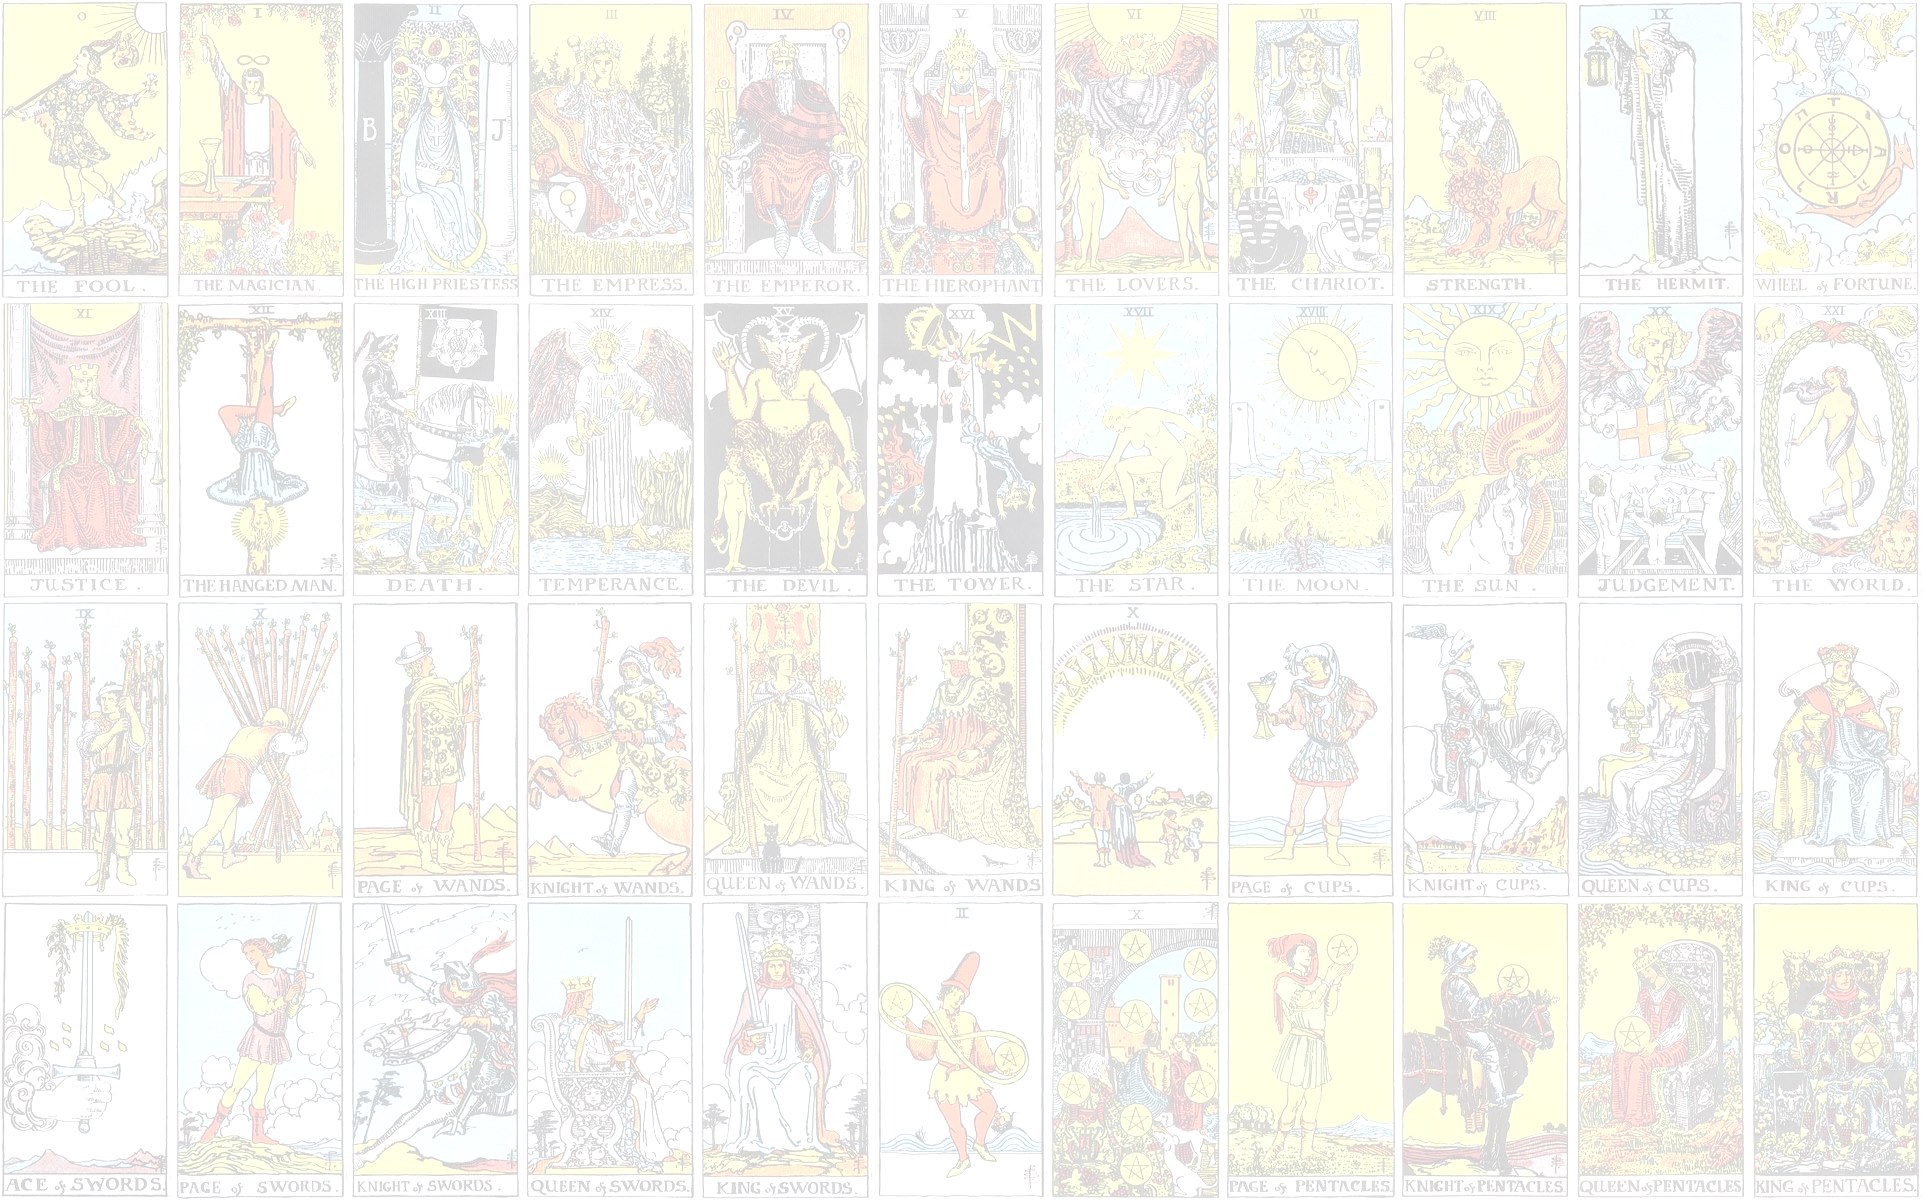 0
THE FOOL.
I
THE MAGICIAN.
II
B J
THE HIGH PRIESTESS
III
THE EMPRESS.
IV
THE EMPEROR.
V
THE HIEROPHANT
VI
THE LOVERS.
VII
THE CHARIOT.
VIII
STRENGTH.
IX
THE HERMIT.
X
T A R O
WHEEL of FORTUNE.
XI
JUSTICE.
XII
THE HANGED MAN.
XIII
DEATH.
XIV
TEMPERANCE.
XV
THE DEVIL.
XVI
THE TOWER.
XVII
THE STAR.
XVIII
THE MOON.
XIX
THE SUN.
XX
JUDGEMENT.
XXI
THE WORLD.
IX
X
PAGE of WANDS.
KNIGHT of WANDS.
QUEEN of WANDS.
KING of WANDS
X
PAGE of CUPS.
KNIGHT of CUPS.
QUEEN of CUPS.
KING of CUPS.
ACE of SWORDS.
PAGE of SWORDS.
KNIGHT of SWORDS.
QUEEN of SWORDS.
KING of SWORDS.
II
X
PAGE of PENTACLES.
KNIGHT of PENTACLES
QUEEN of PENTACLES
KING of PENTACLES.